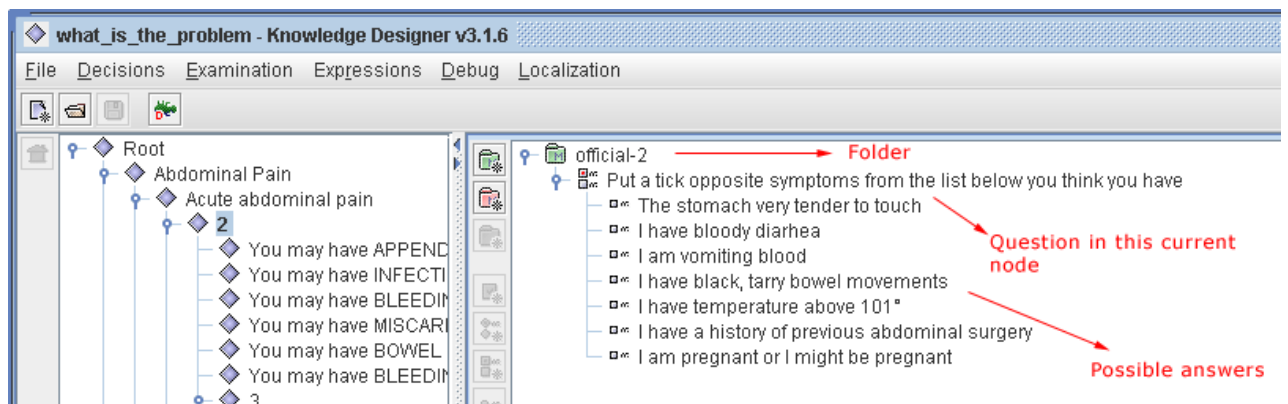 what_is_the_problem - Knowledge Designer v3.1.6
File Decisions Examination Expressions Debug Localization
Root
Abdominal Pain
Acute abdominal pain
2
You may have APPEND
You may have INFECTI
You may have BLEEDIN
You may have MISCARI
You may have BOWEL
You may have BLEEDIN
3
official-2
Folder
Put a tick opposite symptoms from the list below you think you have
The stomach very tender to touch
I have bloody diarhea
I am vomiting blood
I have black, tarry bowel movements
I have temperature above 101°
I have a history of previous abdominal surgery
I am pregnant or I might be pregnant
Question in this current
node
Possible answers